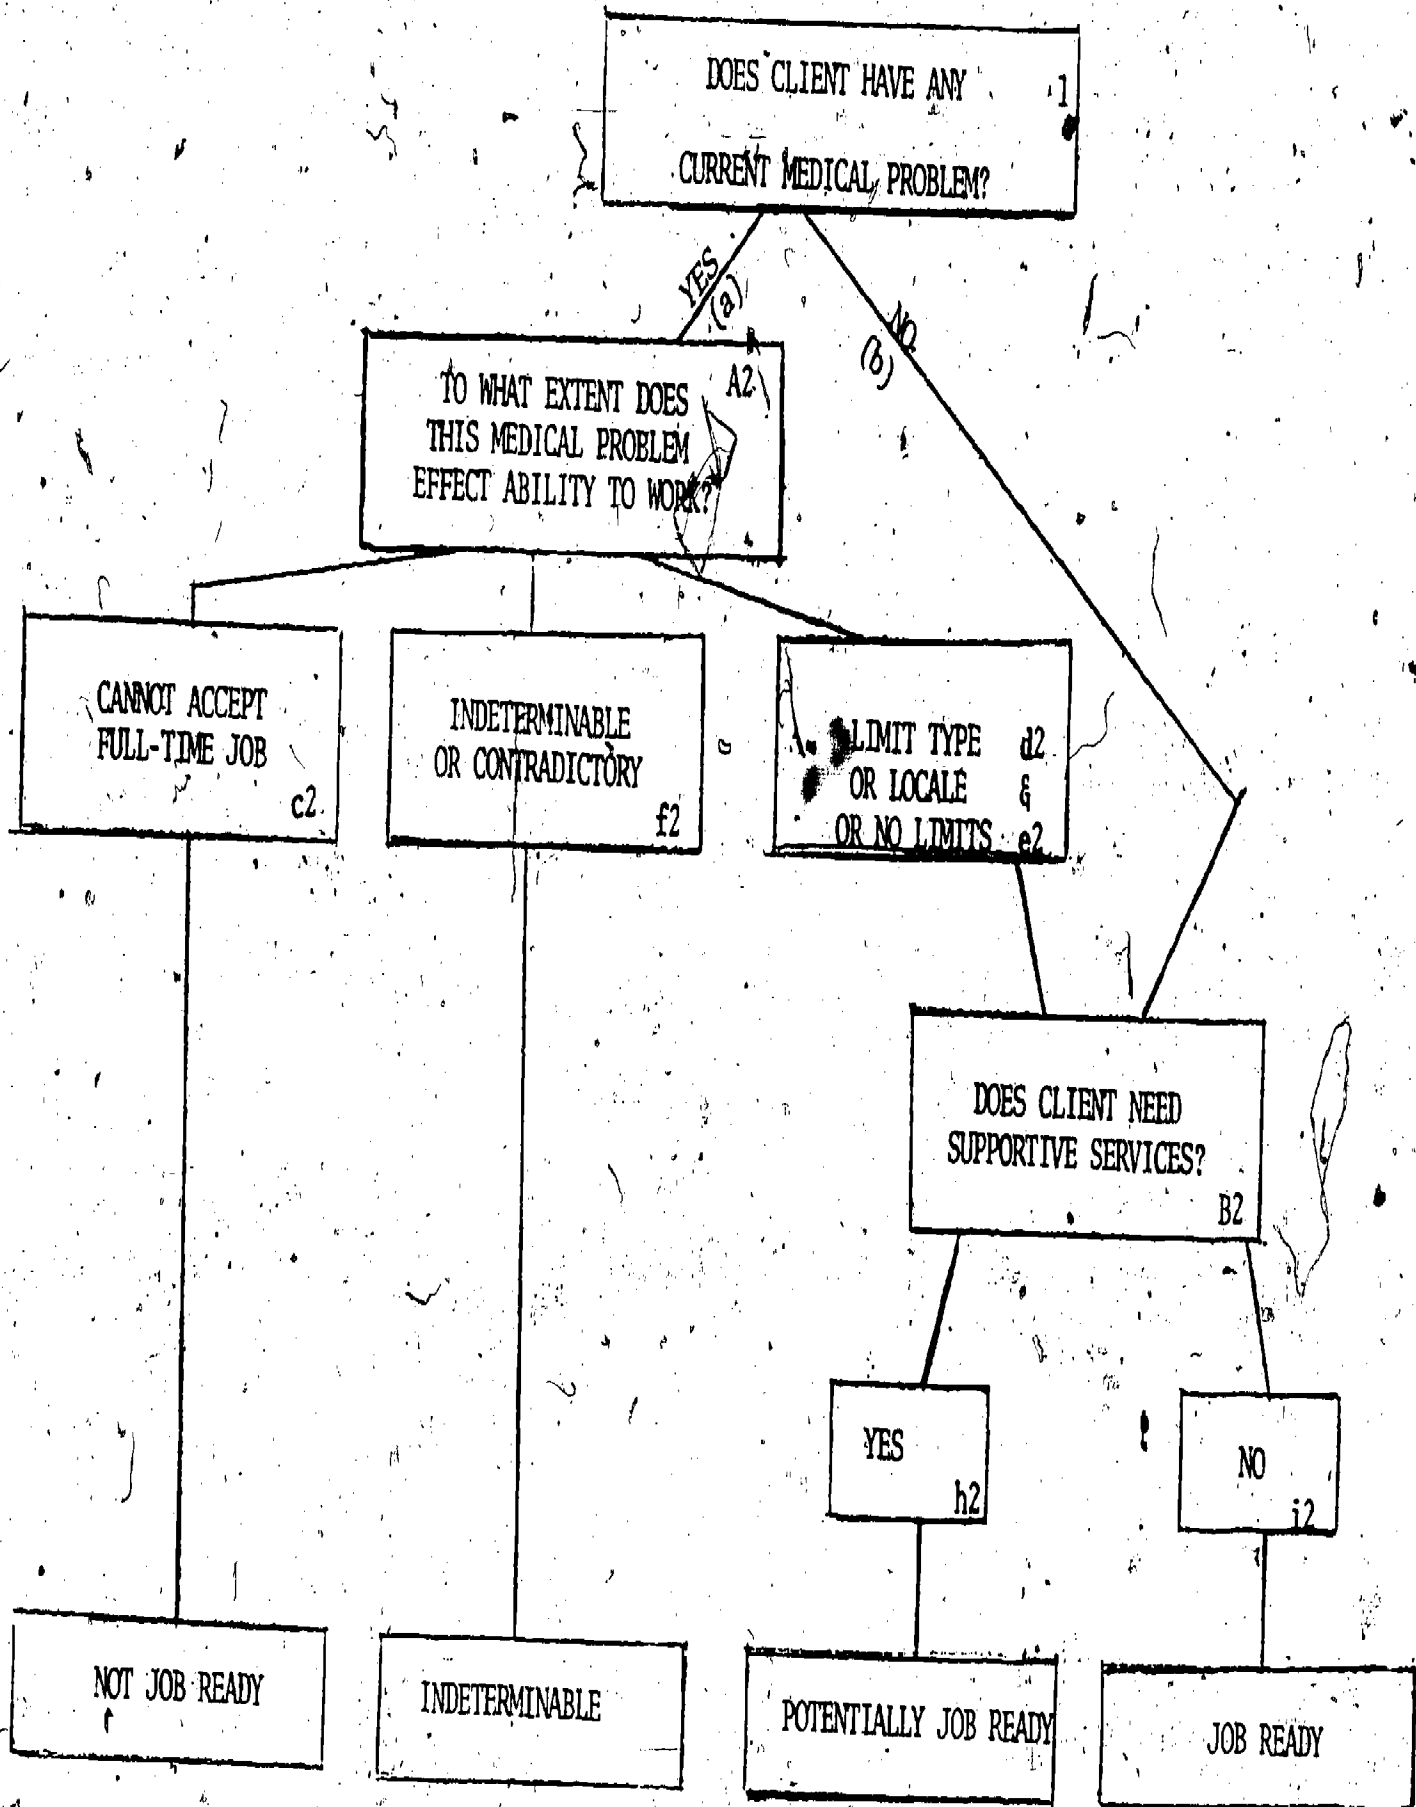 DOES CLIENT HAVE ANY 1
CURRENT MEDICAL PROBLEM?
YES
(a)
NO
(b)
TO WHAT EXTENT DOES A2
THIS MEDICAL PROBLEM
EFFECT ABILITY TO WORK?
CANNOT ACCEPT
FULL-TIME JOB
c2
INDETERMINABLE
OR CONTRADICTORY
f2
LIMIT TYPE d2
OR LOCALE &
OR NO LIMITS e2
DOES CLIENT NEED
SUPPORTIVE SERVICES?
B2
YES
h2
NO
i2
NOT JOB READY
INDETERMINABLE
POTENTIALLY JOB READY
JOB READY